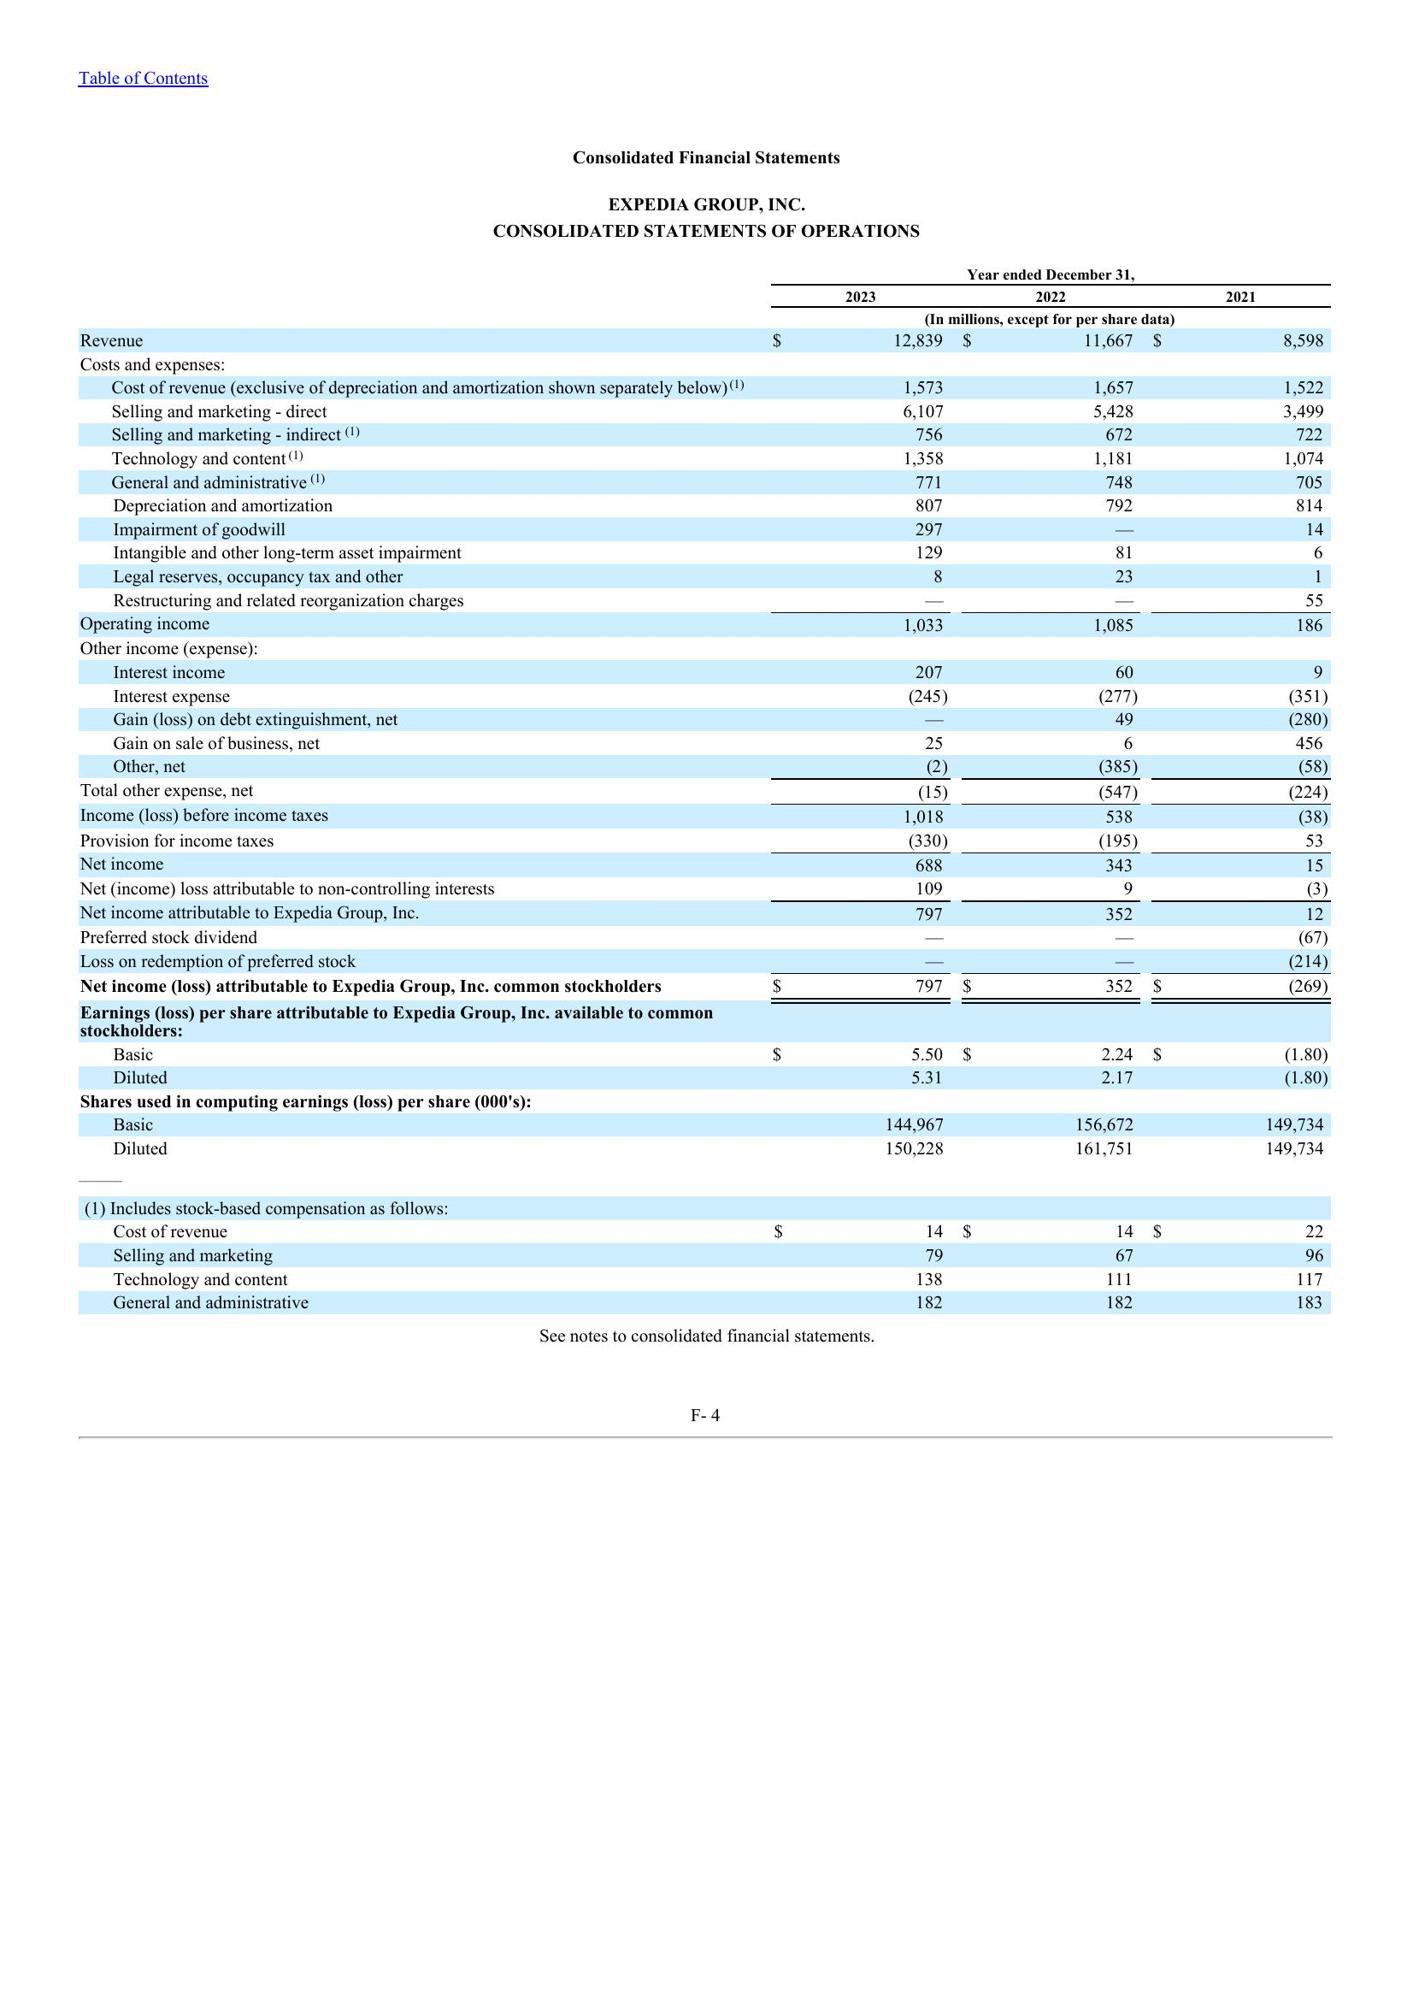 Table of Contents
Consolidated Financial Statements
EXPEDIA GROUP, INC.
CONSOLIDATED STATEMENTS OF OPERATIONS
Year ended December 31,
2023 2022 2021
(In millions, except for per share data)
Revenue $ 12,839 $ 11,667 $ 8,598
Costs and expenses:
Cost of revenue (exclusive of depreciation and amortization shown separately below) (1) 1,573 1,657 1,522
Selling and marketing - direct 6,107 5,428 3,499
Selling and marketing - indirect (1) 756 672 722
Technology and content (1) 1,358 1,181 1,074
General and administrative (1) 771 748 705
Depreciation and amortization 807 792 814
Impairment of goodwill 297 — 14
Intangible and other long-term asset impairment 129 81 6
Legal reserves, occupancy tax and other 8 23 1
Restructuring and related reorganization charges — — 55
Operating income 1,033 1,085 186
Other income (expense):
Interest income 207 60 9
Interest expense (245) (277) (351)
Gain (loss) on debt extinguishment, net — 49 (280)
Gain on sale of business, net 25 6 456
Other, net (2) (385) (58)
Total other expense, net (15) (547) (224)
Income (loss) before income taxes 1,018 538 (38)
Provision for income taxes (330) (195) 53
Net income 688 343 15
Net (income) loss attributable to non-controlling interests 109 9 (3)
Net income attributable to Expedia Group, Inc. 797 352 12
Preferred stock dividend — — (67)
Loss on redemption of preferred stock — — (214)
Net income (loss) attributable to Expedia Group, Inc. common stockholders $ 797 $ 352 $ (269)
Earnings (loss) per share attributable to Expedia Group, Inc. available to common
stockholders:
Basic $ 5.50 $ 2.24 $ (1.80)
Diluted 5.31 2.17 (1.80)
Shares used in computing earnings (loss) per share (000's):
Basic 144,967 156,672 149,734
Diluted 150,228 161,751 149,734
(1) Includes stock-based compensation as follows:
Cost of revenue $ 14 $ 14 $ 22
Selling and marketing 79 67 96
Technology and content 138 111 117
General and administrative 182 182 183
See notes to consolidated financial statements.
F- 4